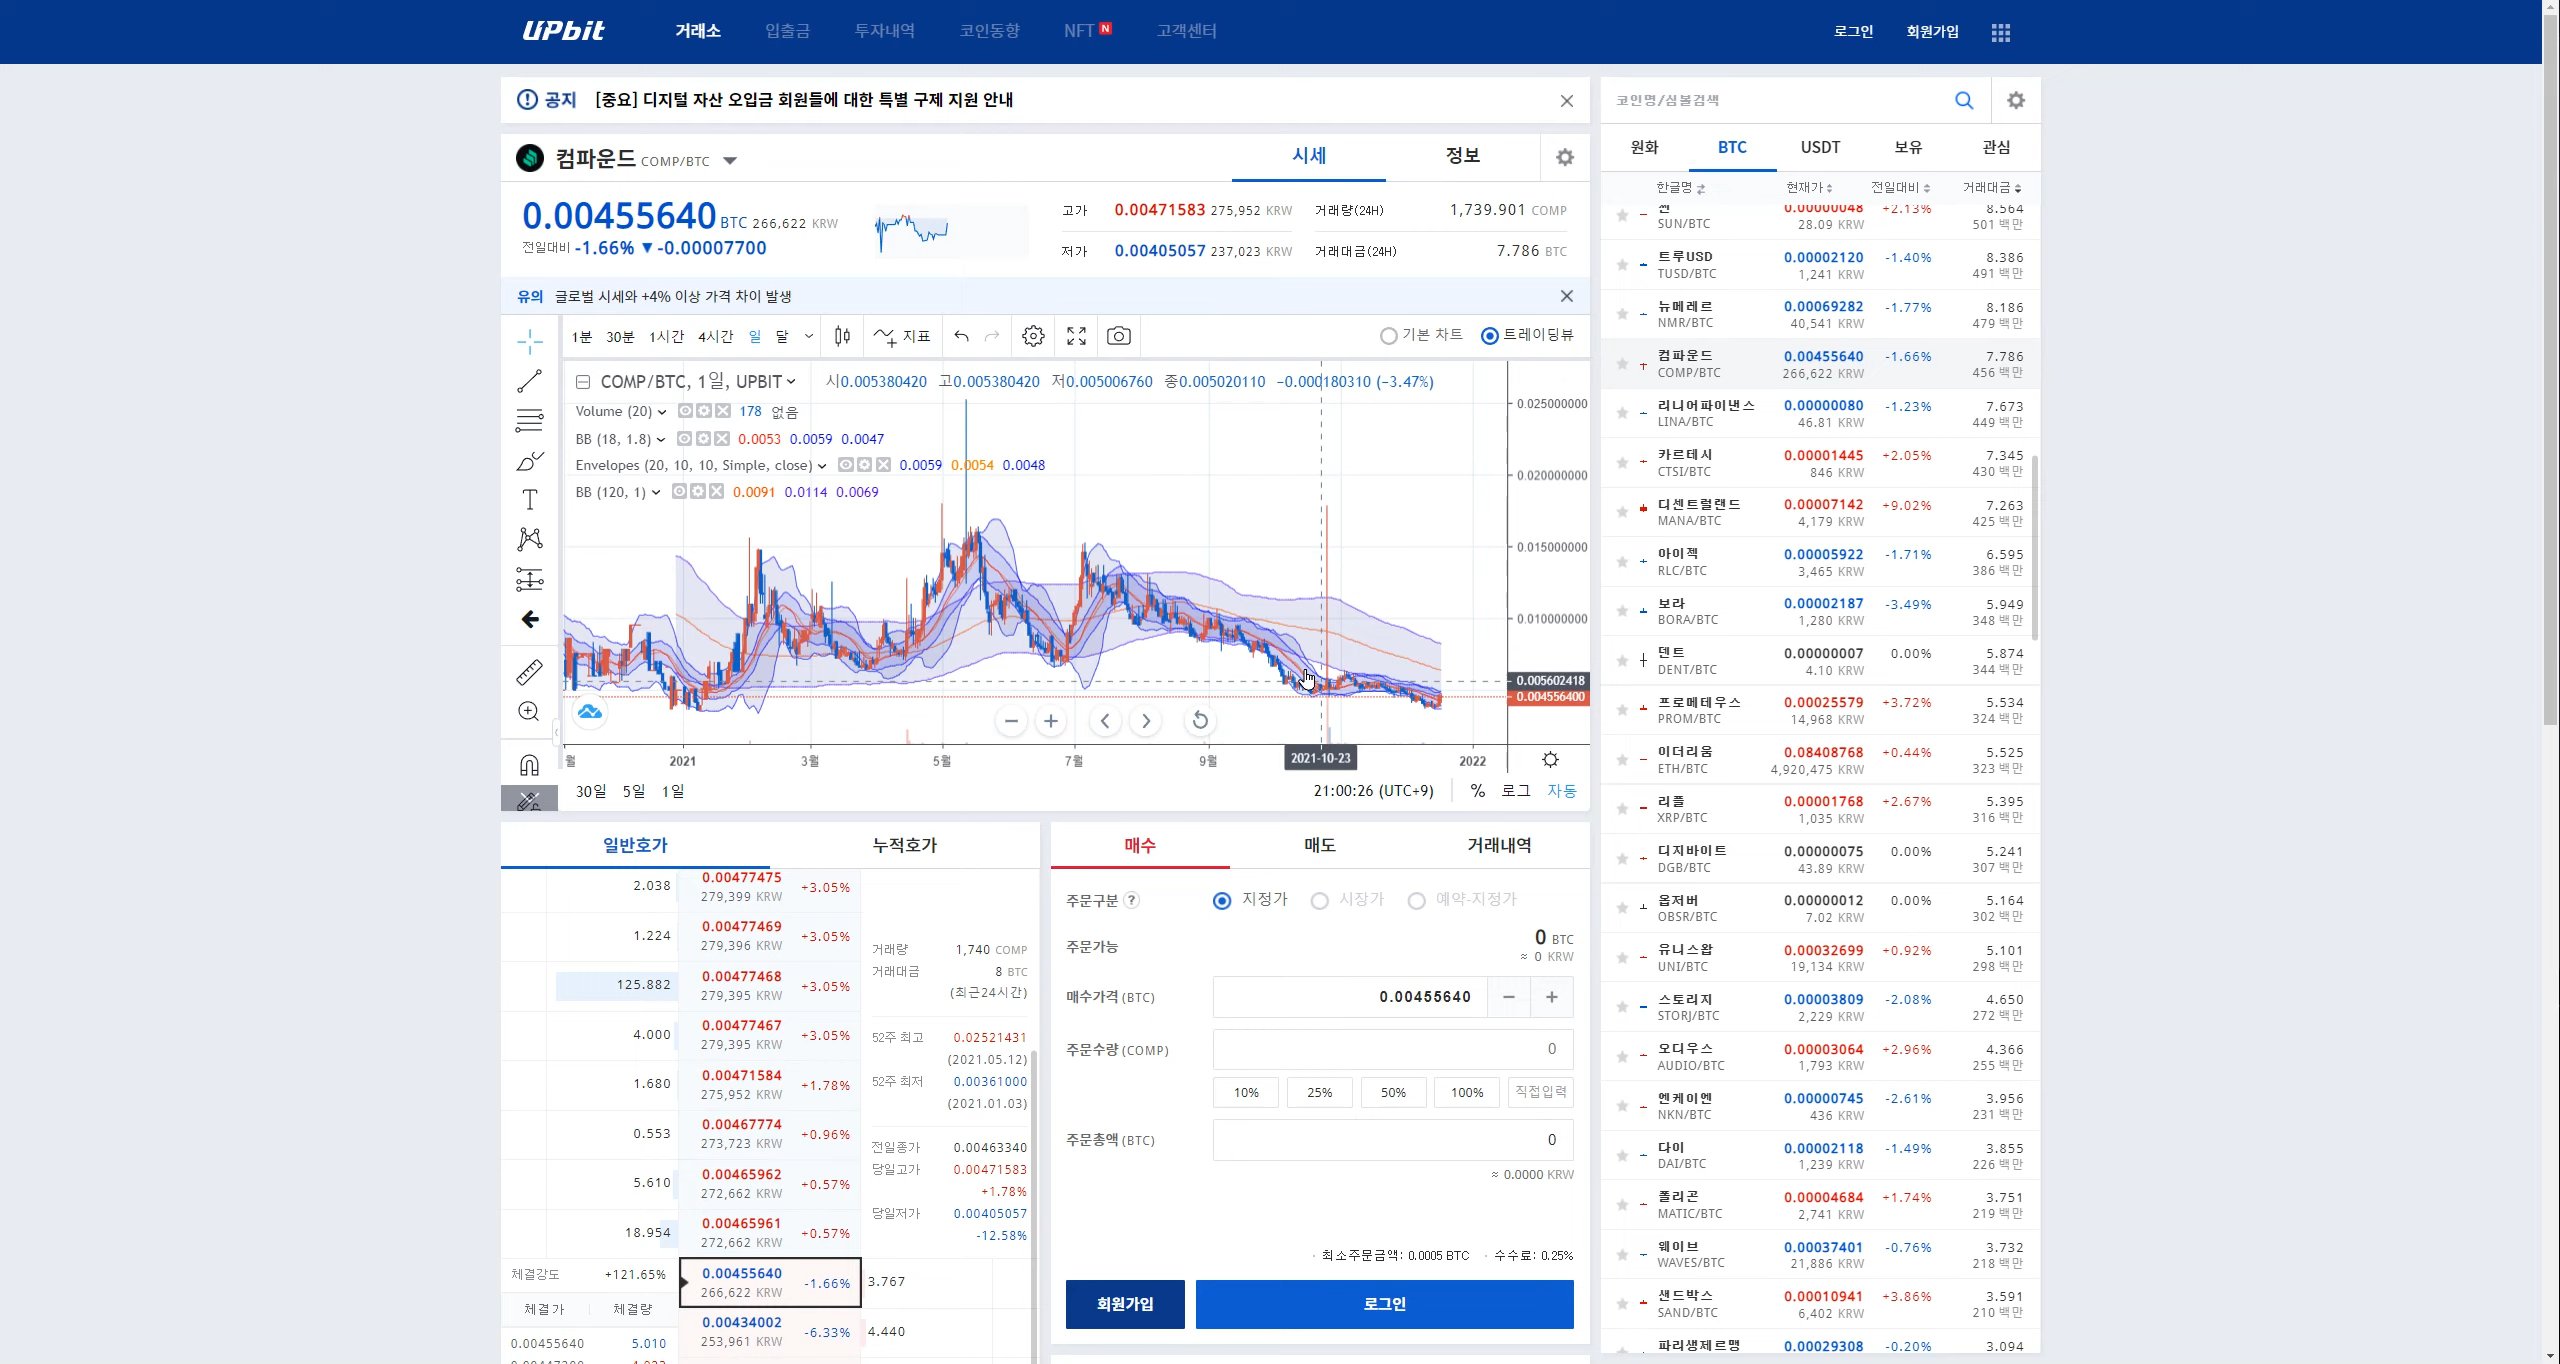 UPbit 거래소 입출금 투자내역 코인동향 NFT N 고객센터 로그인 회원가입
공지 [중요] 디지털 자산 오입금 회원들에 대한 특별 구제 지원 안내
컴파운드 COMP/BTC 시세 정보
0.00455640 BTC 266,622 KRW
전일대비 -1.66% ▼ -0.00007700
고가 0.00471583 275,952 KRW 거래량(24H) 1,739.901 COMP
저가 0.00405057 237,023 KRW 거래대금(24H) 7.786 BTC
유의 글로벌 시세와 +4% 이상 가격 차이 발생
1분 30분 1시간 4시간 일 달 지표 기본 차트 트레이딩뷰
COMP/BTC, 1일, UPBIT 시0.005380420 고0.005380420 저0.005006760 종0.005020110 -0.000180310 (-3.47%)
Volume (20) 178 없음
BB (18, 1.8) 0.0053 0.0059 0.0047
Envelopes (20, 10, 10, Simple, close) 0.0059 0.0054 0.0048
BB (120, 1) 0.0091 0.0114 0.0069
0.025000000
0.020000000
0.015000000
0.010000000
0.005602418
0.004556400
월 2021 3월 5월 7월 9월 2021-10-23 2022
30일 5일 1일 21:00:26 (UTC+9) % 로그 자동
일반호가 누적호가
2.038 0.00477475 +3.05%
279,399 KRW
1.224 0.00477469 +3.05%
279,396 KRW
125.882 0.00477468 +3.05%
279,395 KRW
4.000 0.00477467 +3.05%
279,395 KRW
1.680 0.00471584 +1.78%
275,952 KRW
0.553 0.00467774 +0.96%
273,723 KRW
5.610 0.00465962 +0.57%
272,662 KRW
18.954 0.00465961 +0.57%
272,662 KRW
체결강도 +121.65%
0.00455640 -1.66% 3.767
266,622 KRW
체결가 체결량
0.00434002 -6.33% 4.440
253,961 KRW
0.00455640 5.010
거래량 1,740 COMP
거래대금 8 BTC
(최근24시간)
52주 최고 0.02521431
(2021.05.12)
52주 최저 0.00361000
(2021.01.03)
전일종가 0.00463340
당일고가 0.00471583
+1.78%
당일저가 0.00405057
-12.58%
매수 매도 거래내역
주문구분 ? 지정가 시장가 예약-지정가
주문가능 0 BTC
≈ 0 KRW
매수가격 (BTC) 0.00455640 − +
주문수량 (COMP) 0
10% 25% 50% 100% 직접입력
주문총액 (BTC) 0
≈ 0.0000 KRW
· 최소주문금액: 0.0005 BTC · 수수료: 0.25%
회원가입 로그인
코인명/심볼검색
원화 BTC USDT 보유 관심
한글명 현재가 전일대비 거래대금
썬 0.00000048 +2.13% 8.564
SUN/BTC 28.09 KRW 501 백만
트루USD 0.00002120 -1.40% 8.386
TUSD/BTC 1,241 KRW 491 백만
뉴메레르 0.00069282 -1.77% 8.186
NMR/BTC 40,541 KRW 479 백만
컴파운드 0.00455640 -1.66% 7.786
COMP/BTC 266,622 KRW 456 백만
리니어파이낸스 0.00000080 -1.23% 7.673
LINA/BTC 46.81 KRW 449 백만
카르테시 0.00001445 +2.05% 7.345
CTSI/BTC 846 KRW 430 백만
디센트럴랜드 0.00007142 +9.02% 7.263
MANA/BTC 4,179 KRW 425 백만
아이젝 0.00005922 -1.71% 6.595
RLC/BTC 3,465 KRW 386 백만
보라 0.00002187 -3.49% 5.949
BORA/BTC 1,280 KRW 348 백만
덴트 0.00000007 0.00% 5.874
DENT/BTC 4.10 KRW 344 백만
프로메테우스 0.00025579 +3.72% 5.534
PROM/BTC 14,968 KRW 324 백만
이더리움 0.08408768 +0.44% 5.525
ETH/BTC 4,920,475 KRW 323 백만
리플 0.00001768 +2.67% 5.395
XRP/BTC 1,035 KRW 316 백만
디지바이트 0.00000075 0.00% 5.241
DGB/BTC 43.89 KRW 307 백만
옵저버 0.00000012 0.00% 5.164
OBSR/BTC 7.02 KRW 302 백만
유니스왑 0.00032699 +0.92% 5.101
UNI/BTC 19,134 KRW 298 백만
스토리지 0.00003809 -2.08% 4.650
STORJ/BTC 2,229 KRW 272 백만
오디우스 0.00003064 +2.96% 4.366
AUDIO/BTC 1,793 KRW 255 백만
엔케이엔 0.00000745 -2.61% 3.956
NKN/BTC 436 KRW 231 백만
다이 0.00002118 -1.49% 3.855
DAI/BTC 1,239 KRW 226 백만
폴리곤 0.00004684 +1.74% 3.751
MATIC/BTC 2,741 KRW 219 백만
웨이브 0.00037401 -0.76% 3.732
WAVES/BTC 21,886 KRW 218 백만
샌드박스 0.00010941 +3.86% 3.591
SAND/BTC 6,402 KRW 210 백만
파리생제르맹 0.00029308 -0.20% 3.094